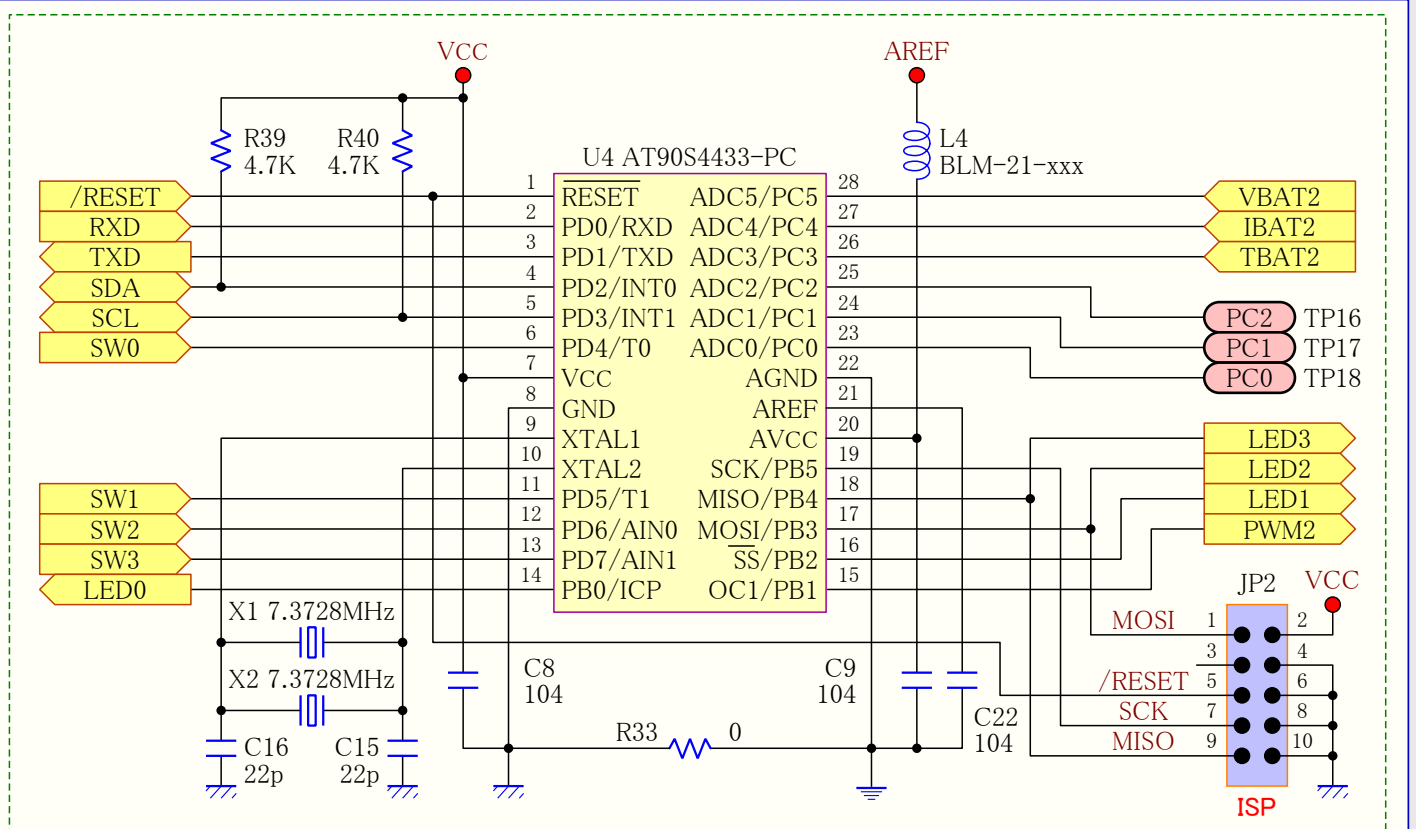 VCC
AREF
R39
4.7K
R40
4.7K
L4
BLM-21-xxx
U4 AT90S4433-PC
/RESET
RXD
TXD
SDA
SCL
SW0
SW1
SW2
SW3
LED0
1
2
3
4
5
6
7
8
9
10
11
12
13
14
RESET
PD0/RXD
PD1/TXD
PD2/INT0
PD3/INT1
PD4/T0
VCC
GND
XTAL1
XTAL2
PD5/T1
PD6/AIN0
PD7/AIN1
PB0/ICP
ADC5/PC5
ADC4/PC4
ADC3/PC3
ADC2/PC2
ADC1/PC1
ADC0/PC0
AGND
AREF
AVCC
SCK/PB5
MISO/PB4
MOSI/PB3
SS/PB2
OC1/PB1
28
27
26
25
24
23
22
21
20
19
18
17
16
15
VBAT2
IBAT2
TBAT2
PC2 TP16
PC1 TP17
PC0 TP18
LED3
LED2
LED1
PWM2
X1 7.3728MHz
X2 7.3728MHz
C16
22p
C15
22p
C8
104
R33 0
C9
104
C22
104
JP2
VCC
MOSI 1 2
3 4
/RESET 5 6
SCK 7 8
MISO 9 10
ISP